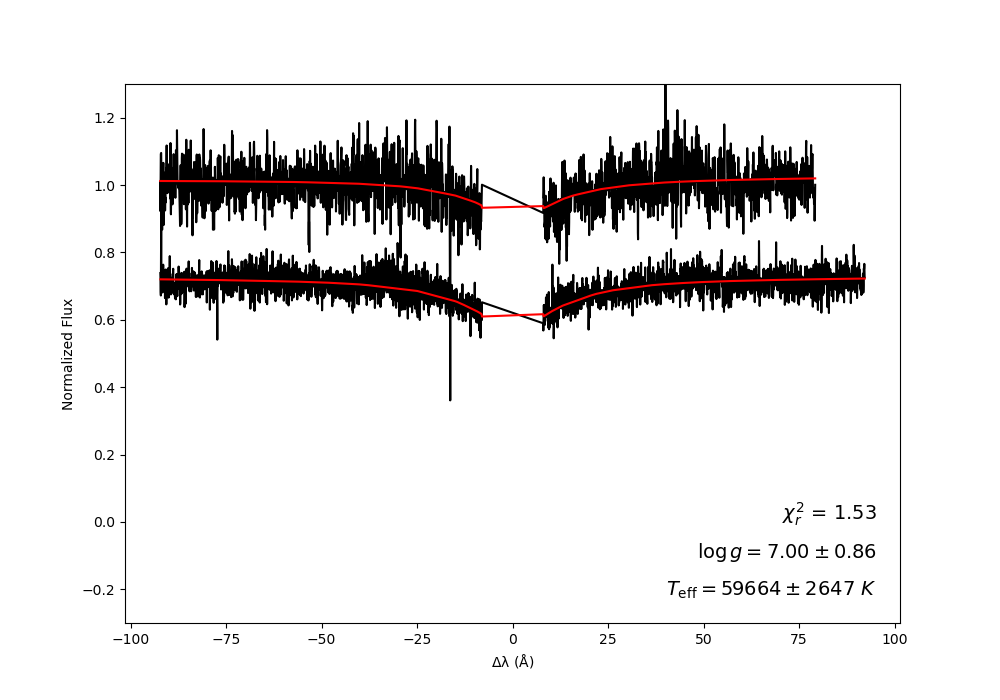 1.2
1.0
0.8
0.6
0.4
0.2
0.0
−0.2
Normalized Flux
χ²ᵣ = 1.53
log g = 7.00 ± 0.86
T_eff = 59664 ± 2647 K
−100 −75 −50 −25 0 25 50 75 100
Δλ (Å)